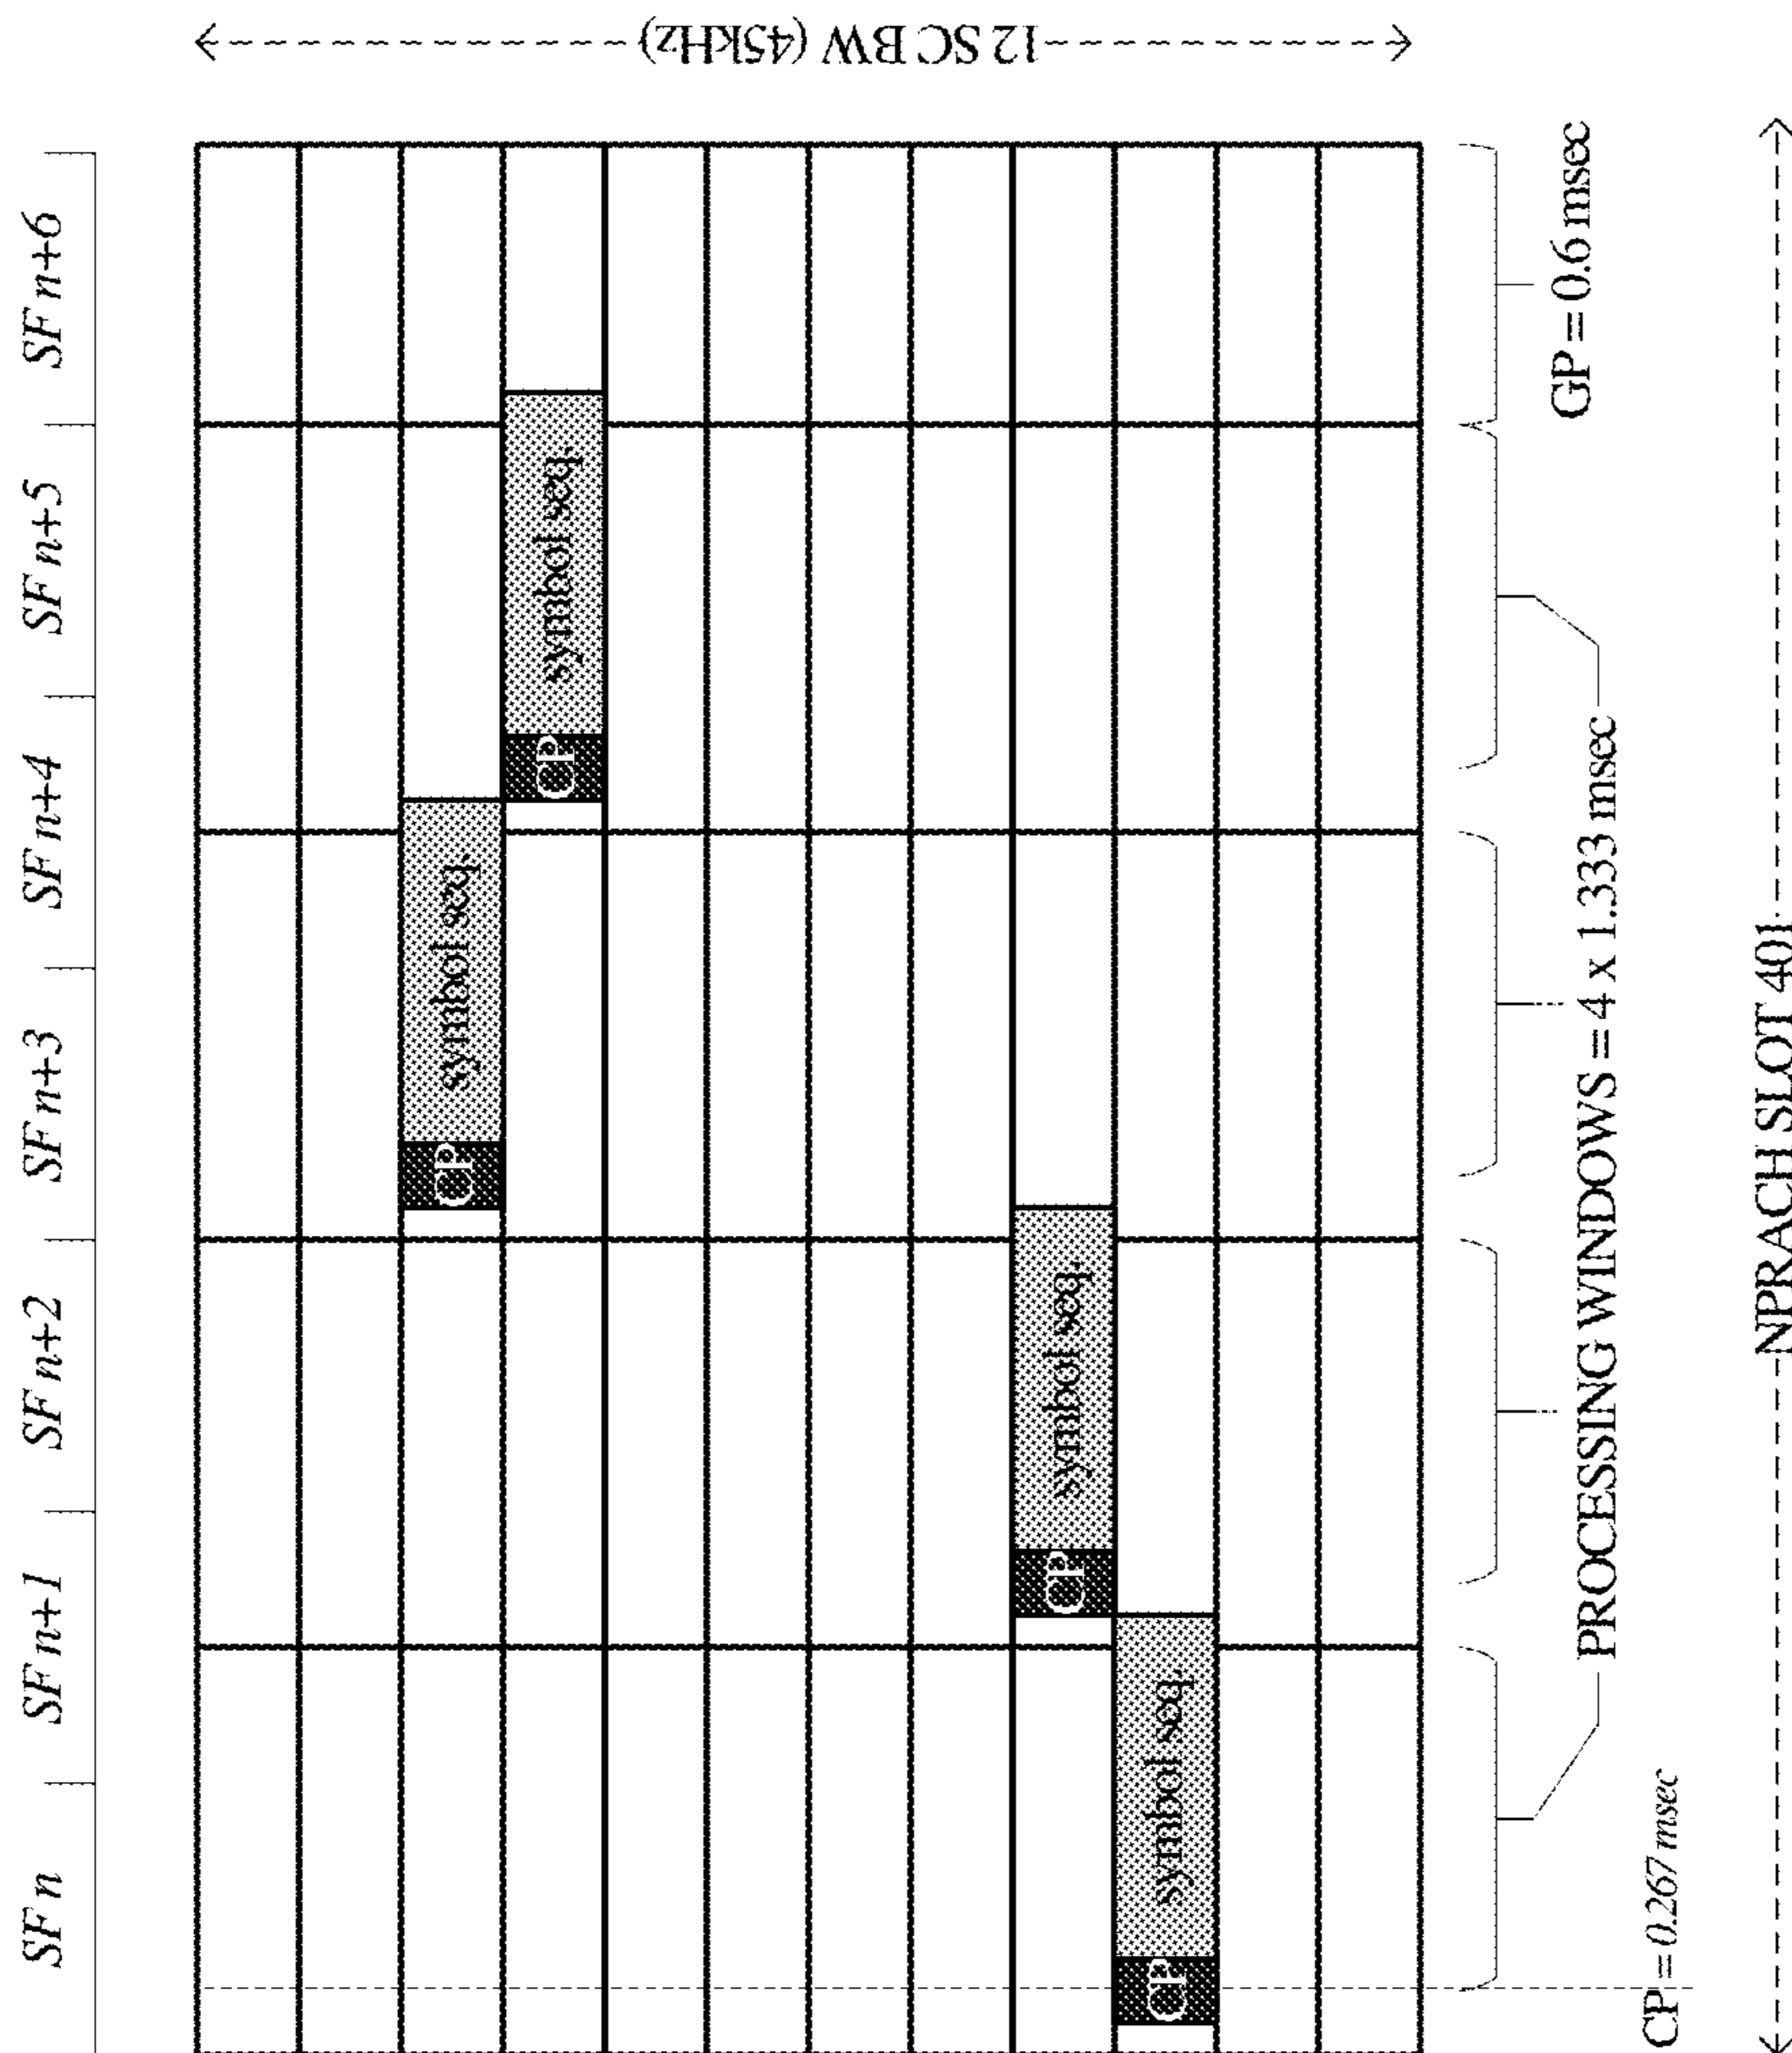 SF n
SF n+1
SF n+2
SF n+3
SF n+4
SF n+5
SF n+6
12 SC BW (45kHz)
CP
symbol seq.
CP
symbol seq.
CP
symbol seq.
CP
symbol seq.
GP = 0.6 msec
PROCESSING WINDOWS = 4 x 1.333 msec
CP = 0.267 msec
NPRACH SLOT 401